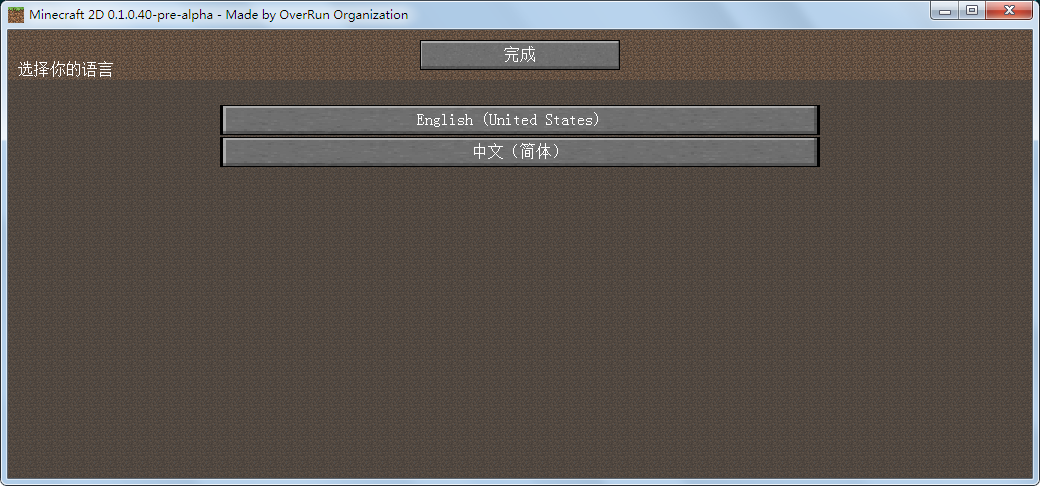 Minecraft 2D 0.1.0.40-pre-alpha - Made by OverRun Organization
完成
选择你的语言
English (United States)
中文（简体）